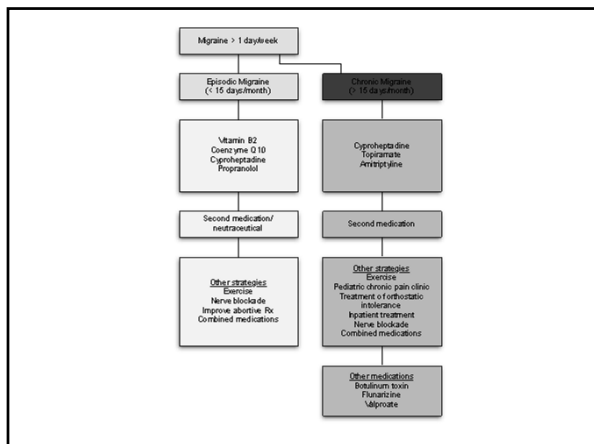 Migraine > 1 day/week
Episodic Migraine
(< 15 days/month)
Vitamin B2
Coenzyme Q10
Cyproheptadine
Propranolol
Second medication/
neutraceutical
Other strategies
Exercise
Nerve blockade
Improve abortive Rx
Combined medications
Chronic Migraine
(> 15 days/month)
Cyproheptadine
Topiramate
Amitriptyline
Second medication
Other strategies
Exercise
Pediatric chronic pain clinic
Treatment of orthostatic
intolerance
Inpatient treatment
Nerve blockade
Combined medications
Other medications
Botulinum toxin
Flunarizine
Valproate